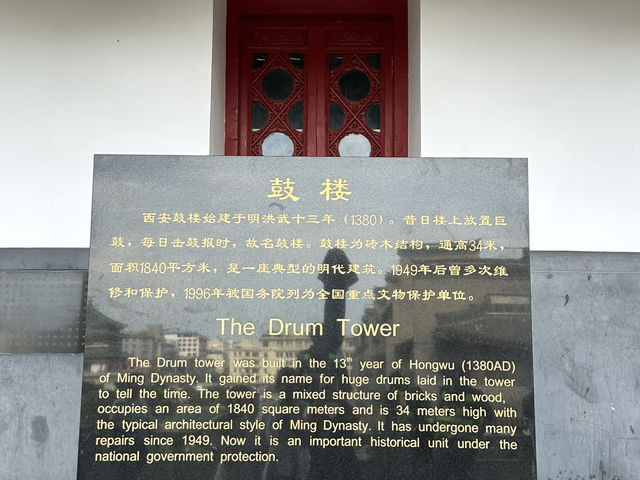 鼓楼
西安鼓楼始建于明洪武十三年（1380）。昔日楼上放置巨
鼓，每日击鼓报时，故名鼓楼。鼓楼为砖木结构，通高34米，
面积1840平方米，是一座典型的明代建筑。1949年后曾多次维
修和保护，1996年被国务院列为全国重点文物保护单位。
The Drum Tower
The Drum tower was built in the 13th year of Hongwu (1380AD)
of Ming Dynasty. It gained its name for huge drums laid in the tower
to tell the time. The tower is a mixed structure of bricks and wood,
occupies an area of 1840 square meters and is 34 meters high with
the typical architectural style of Ming Dynasty. It has undergone many
repairs since 1949. Now it is an important historical unit under the
national government protection.